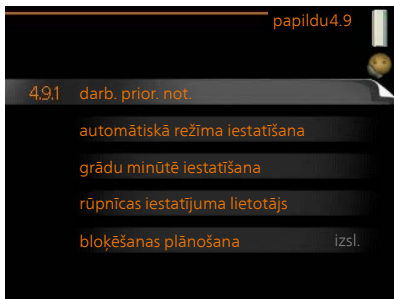 papildu4.9
4.9.1 darb. prior. not.
automātiskā režīma iestatīšana
grādu minūtē iestatīšana
rūpnīcas iestatījuma lietotājs
bloķēšanas plānošana izsl.